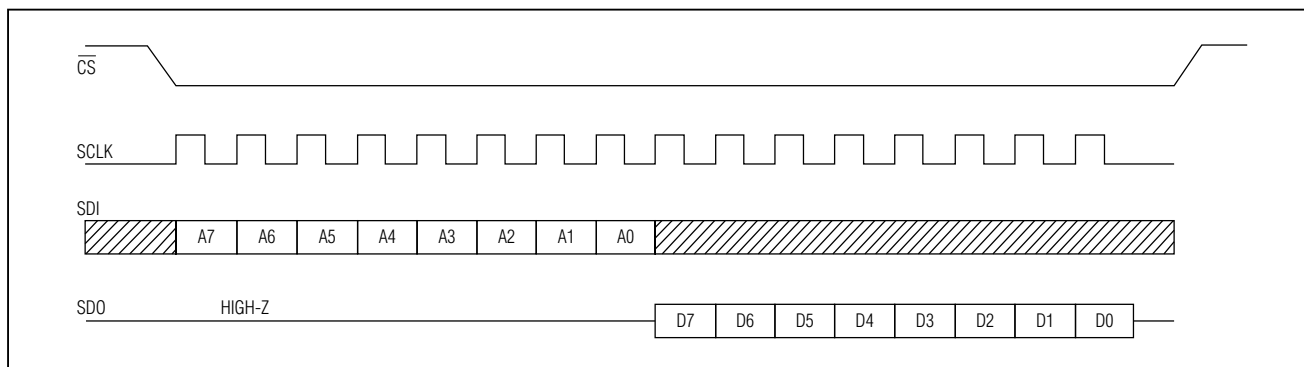 CS
SCLK
SDI
A7 A6 A5 A4 A3 A2 A1 A0
SDO HIGH-Z
D7 D6 D5 D4 D3 D2 D1 D0